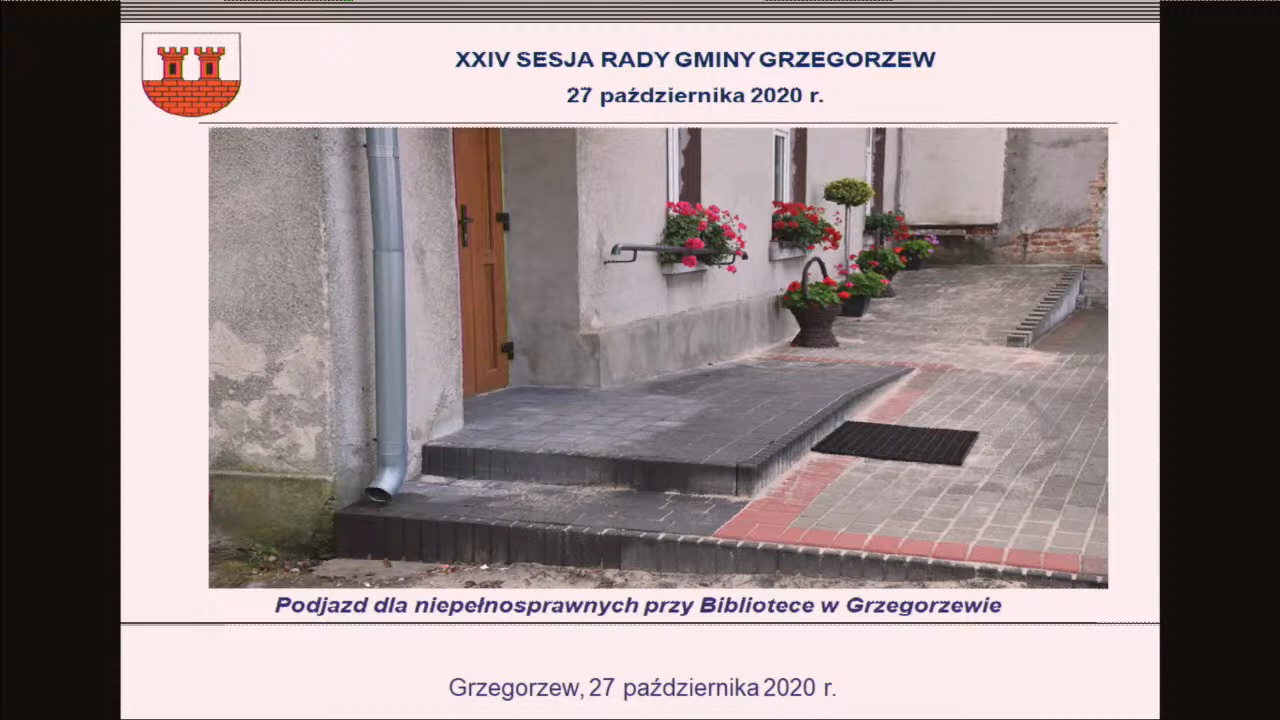 XXIV SESJA RADY GMINY GRZEGORZEW
27 października 2020 r.
Podjazd dla niepełnosprawnych przy Bibliotece w Grzegorzewie
Grzegorzew, 27 października 2020 r.